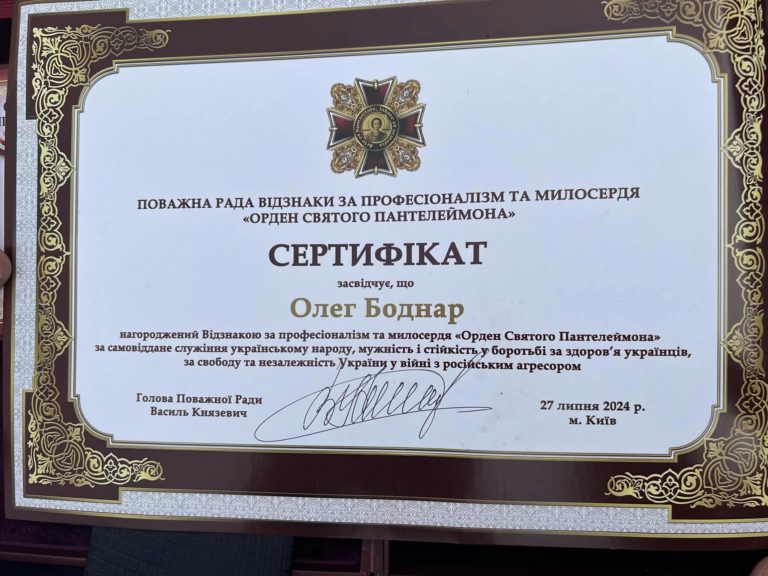 ПОВАЖНА РАДА ВІДЗНАКИ ЗА ПРОФЕСІОНАЛІЗМ ТА МИЛОСЕРДЯ
«ОРДЕН СВЯТОГО ПАНТЕЛЕЙМОНА»
СЕРТИФІКАТ
засвідчує, що
Олег Боднар
нагороджений Відзнакою за професіоналізм та милосердя «Орден Святого Пантелеймона»
за самовіддане служіння українському народу, мужність і стійкість у боротьбі за здоров’я українців,
за свободу та незалежність України у війні з російським агресором
Голова Поважної Ради
Василь Князевич
27 липня 2024 р.
м. Київ